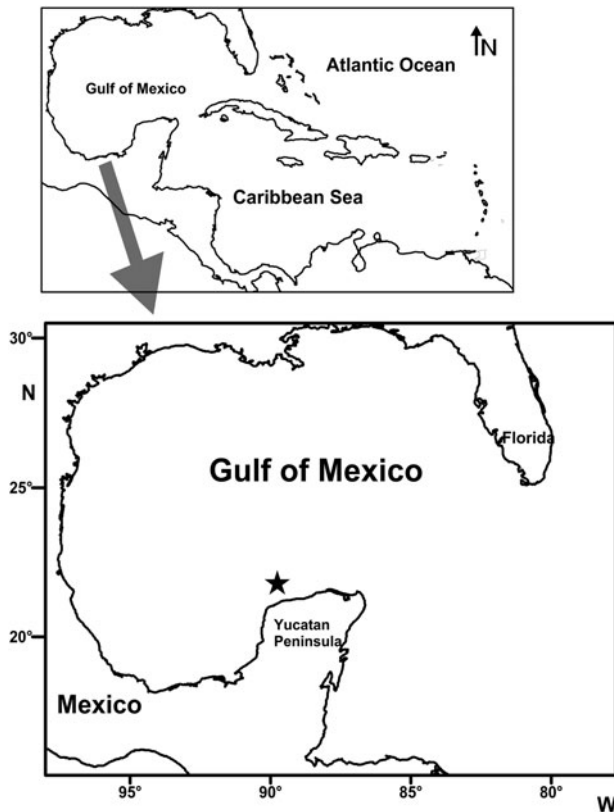 N
Atlantic Ocean
Gulf of Mexico
Caribbean Sea
30°
N
Florida
Gulf of Mexico
25°
Yucatan
Peninsula
20°
Mexico
95°
90°
85°
80°
W